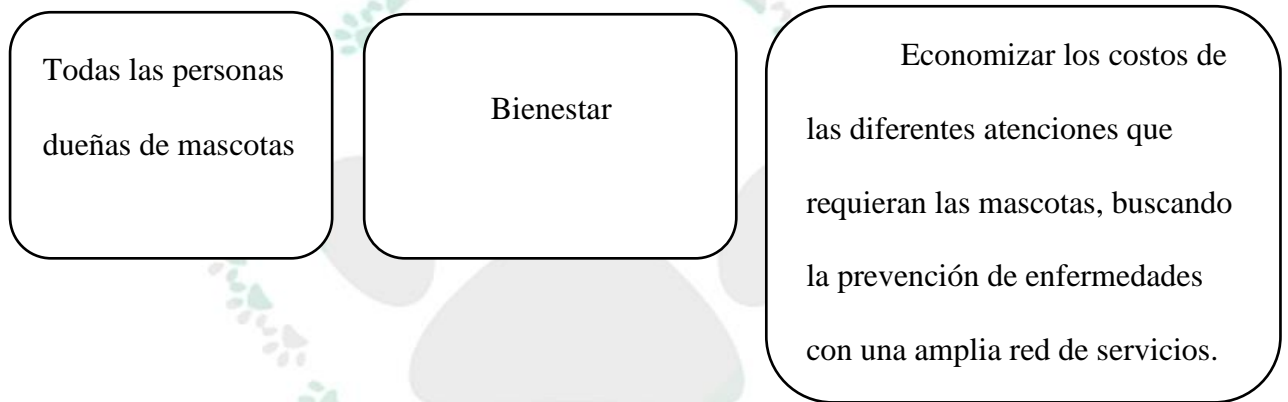 Todas las personas
dueñas de mascotas
Bienestar
Economizar los costos de
las diferentes atenciones que
requieran las mascotas, buscando
la prevención de enfermedades
con una amplia red de servicios.